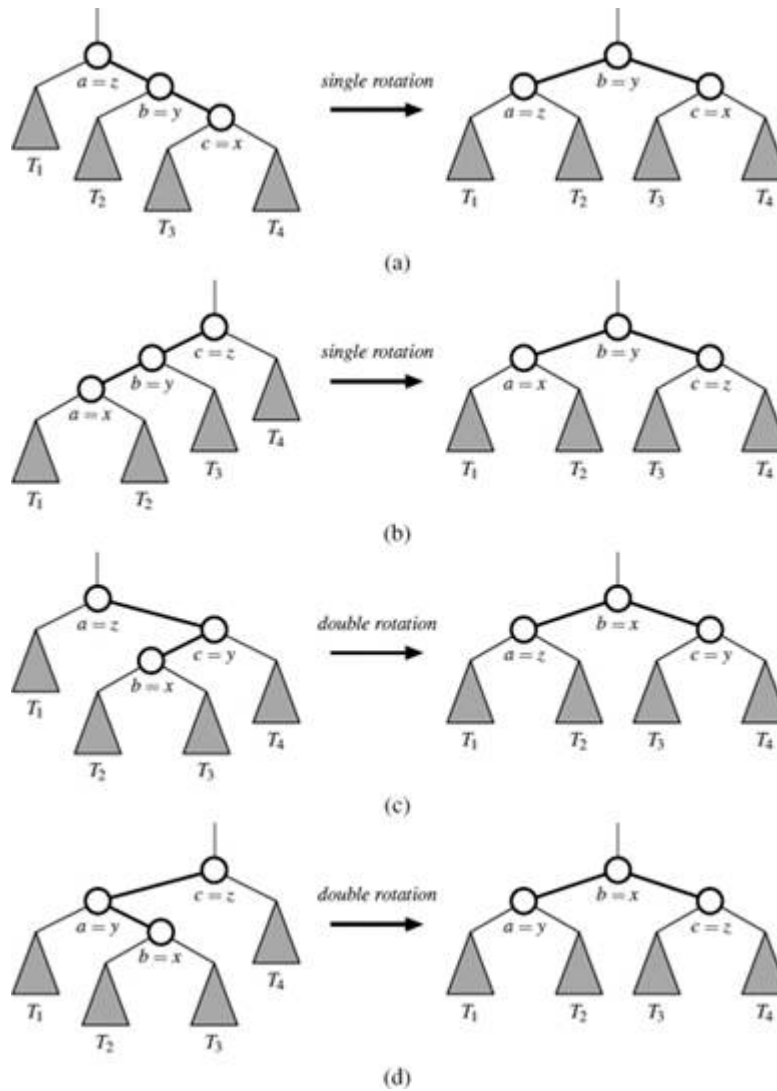 a = z
b = y
c = x
T1
T2
T3
T4
single rotation
b = y
a = z
c = x
T1
T2
T3
T4
(a)
c = z
b = y
a = x
T4
T3
T1
T2
single rotation
b = y
a = x
c = z
T1
T2
T3
T4
(b)
a = z
c = y
b = x
T1
T4
T2
T3
double rotation
b = x
a = z
c = y
T1
T2
T3
T4
(c)
c = z
a = y
b = x
T4
T1
T2
T3
double rotation
b = x
a = y
c = z
T1
T2
T3
T4
(d)